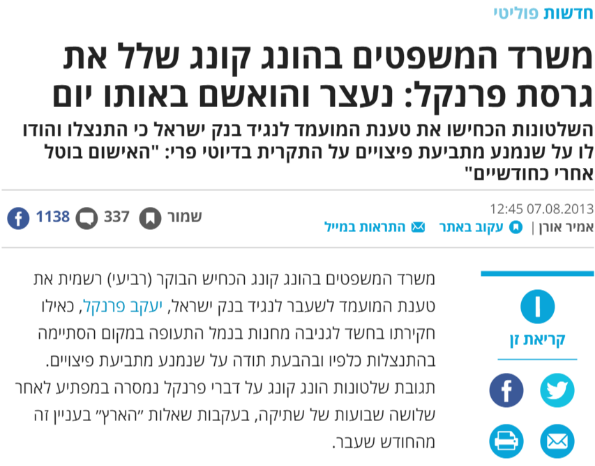 חדשות פוליטי
משרד המשפטים בהונג קונג שלל את
גרסת פרנקל: נעצר והואשם באותו יום
השלטונות הכחישו את טענת המועמד לנגיד בנק ישראל כי התנצלו והודו
לו על שנמנע מתביעת פיצויים על התקרית בדיוטי פרי: "האישום בוטל
אחרי כחודשיים"
07.08.2013 12:45
אמיר אורן | עקוב באתר התראות במייל
שמור 337 1138
משרד המשפטים בהונג קונג הכחיש הבוקר (רביעי) רשמית את
טענת המועמד לשעבר לנגיד בנק ישראל, יעקב פרנקל, כאילו
חקירתו בחשד לגניבה מחנות בנמל התעופה במקום הסתיימה
בהתנצלות כלפיו ובהבעת תודה על שנמנע מתביעת פיצויים.
תגובת שלטונות הונג קונג על דברי פרנקל נמסרה במפתיע לאחר
שלושה שבועות של שתיקה, בעקבות שאלות ״הארץ״ בעניין זה
מהחודש שעבר.
קריאת זן